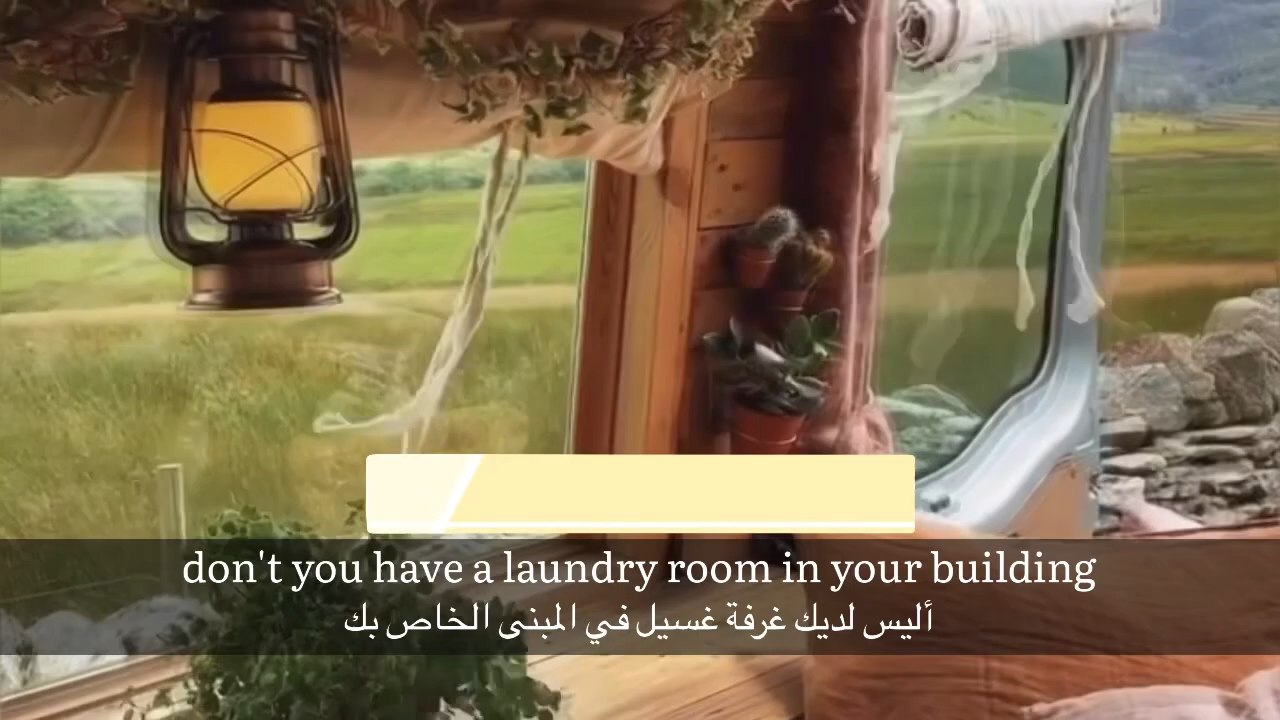 don't you have a laundry room in your building
أليس لديك غرفة غسيل في المبنى الخاص بك